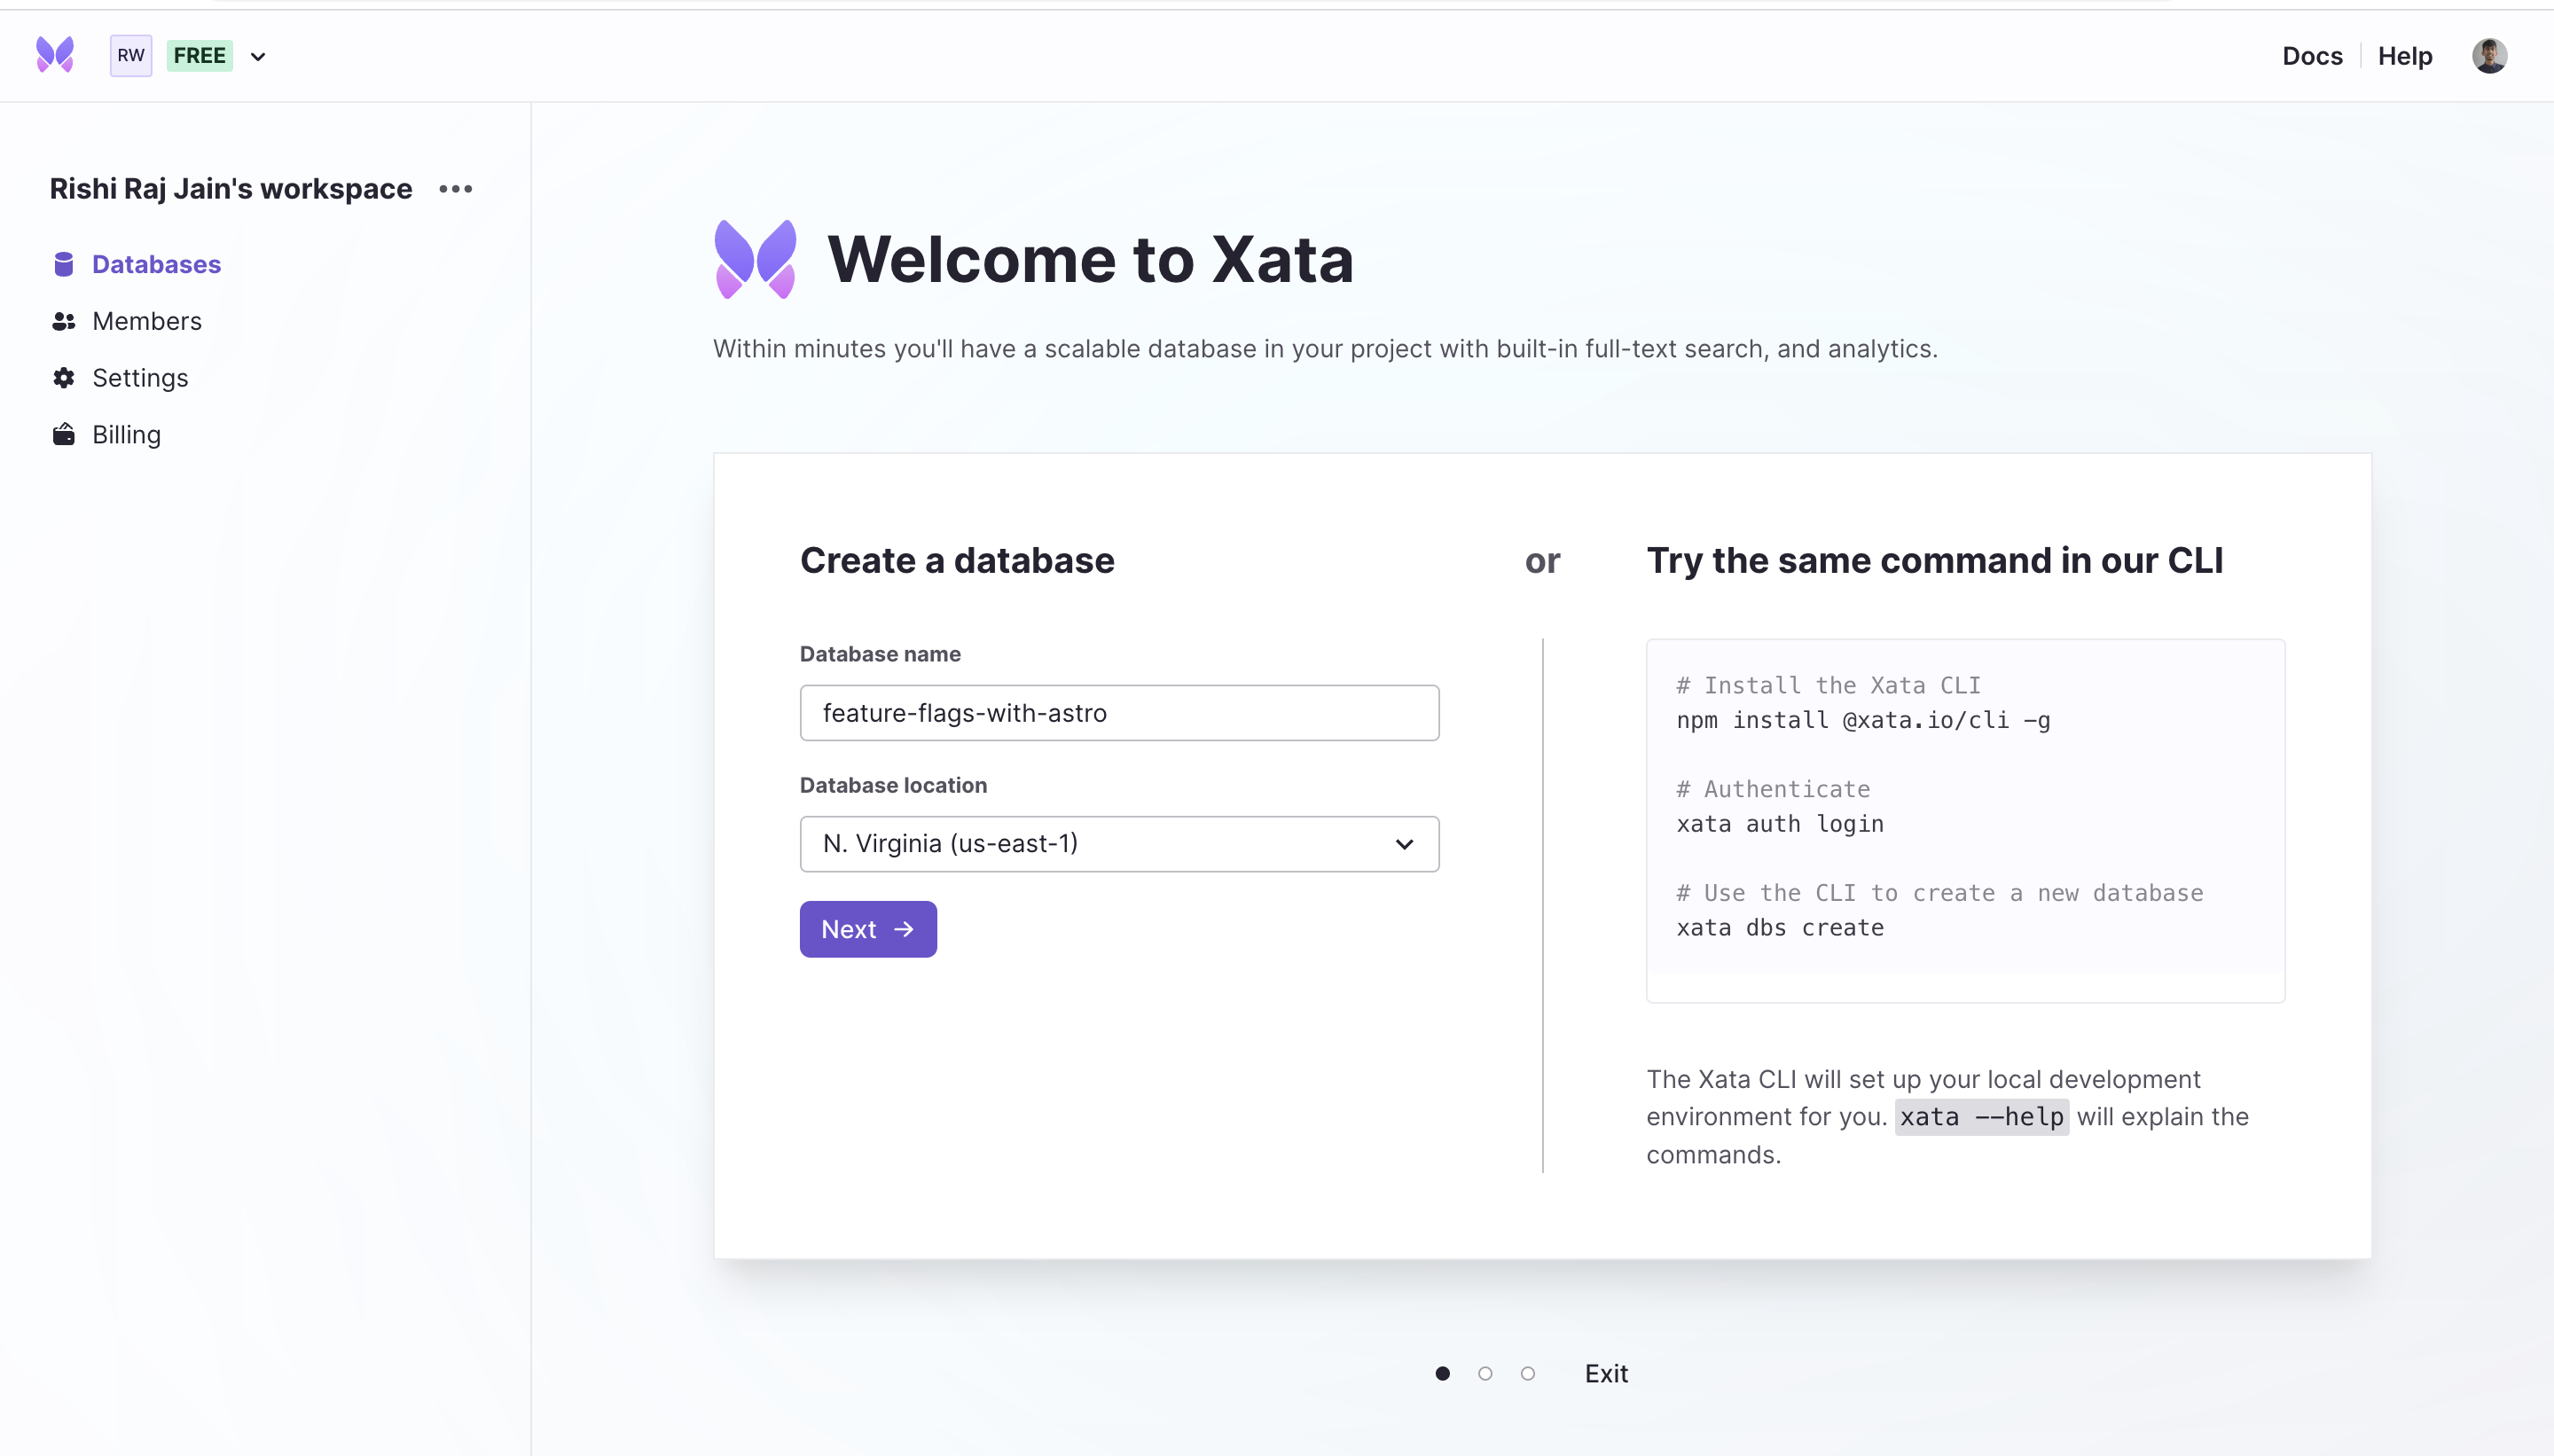 RW FREE
Docs Help
Rishi Raj Jain's workspace
Databases
Members
Settings
Billing
Welcome to Xata
Within minutes you'll have a scalable database in your project with built-in full-text search, and analytics.
Create a database
Database name
feature-flags-with-astro
Database location
N. Virginia (us-east-1)
Next
or
Try the same command in our CLI
# Install the Xata CLI
npm install @xata.io/cli -g
# Authenticate
xata auth login
# Use the CLI to create a new database
xata dbs create
The Xata CLI will set up your local development
environment for you. xata --help will explain the
commands.
Exit